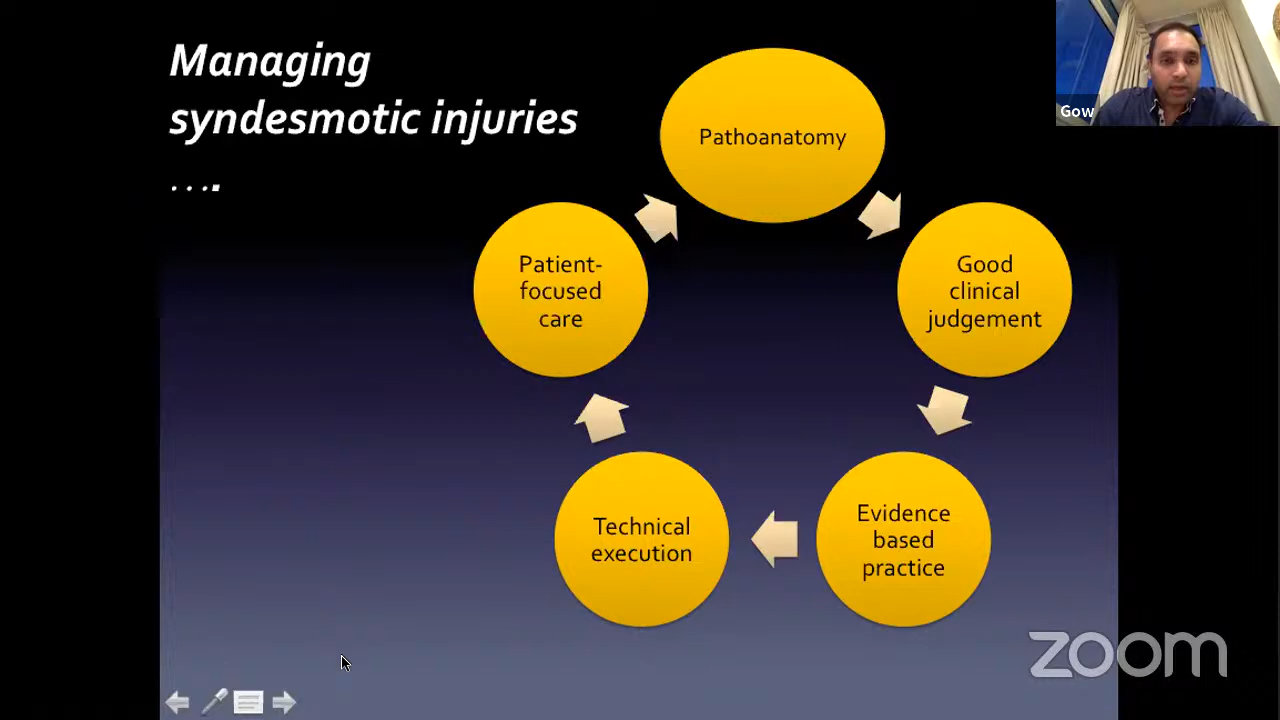 Managing
syndesmotic injuries
….
Pathoanatomy
Good
clinical
judgement
Evidence
based
practice
Technical
execution
Patient-
focused
care
Gow
zoom